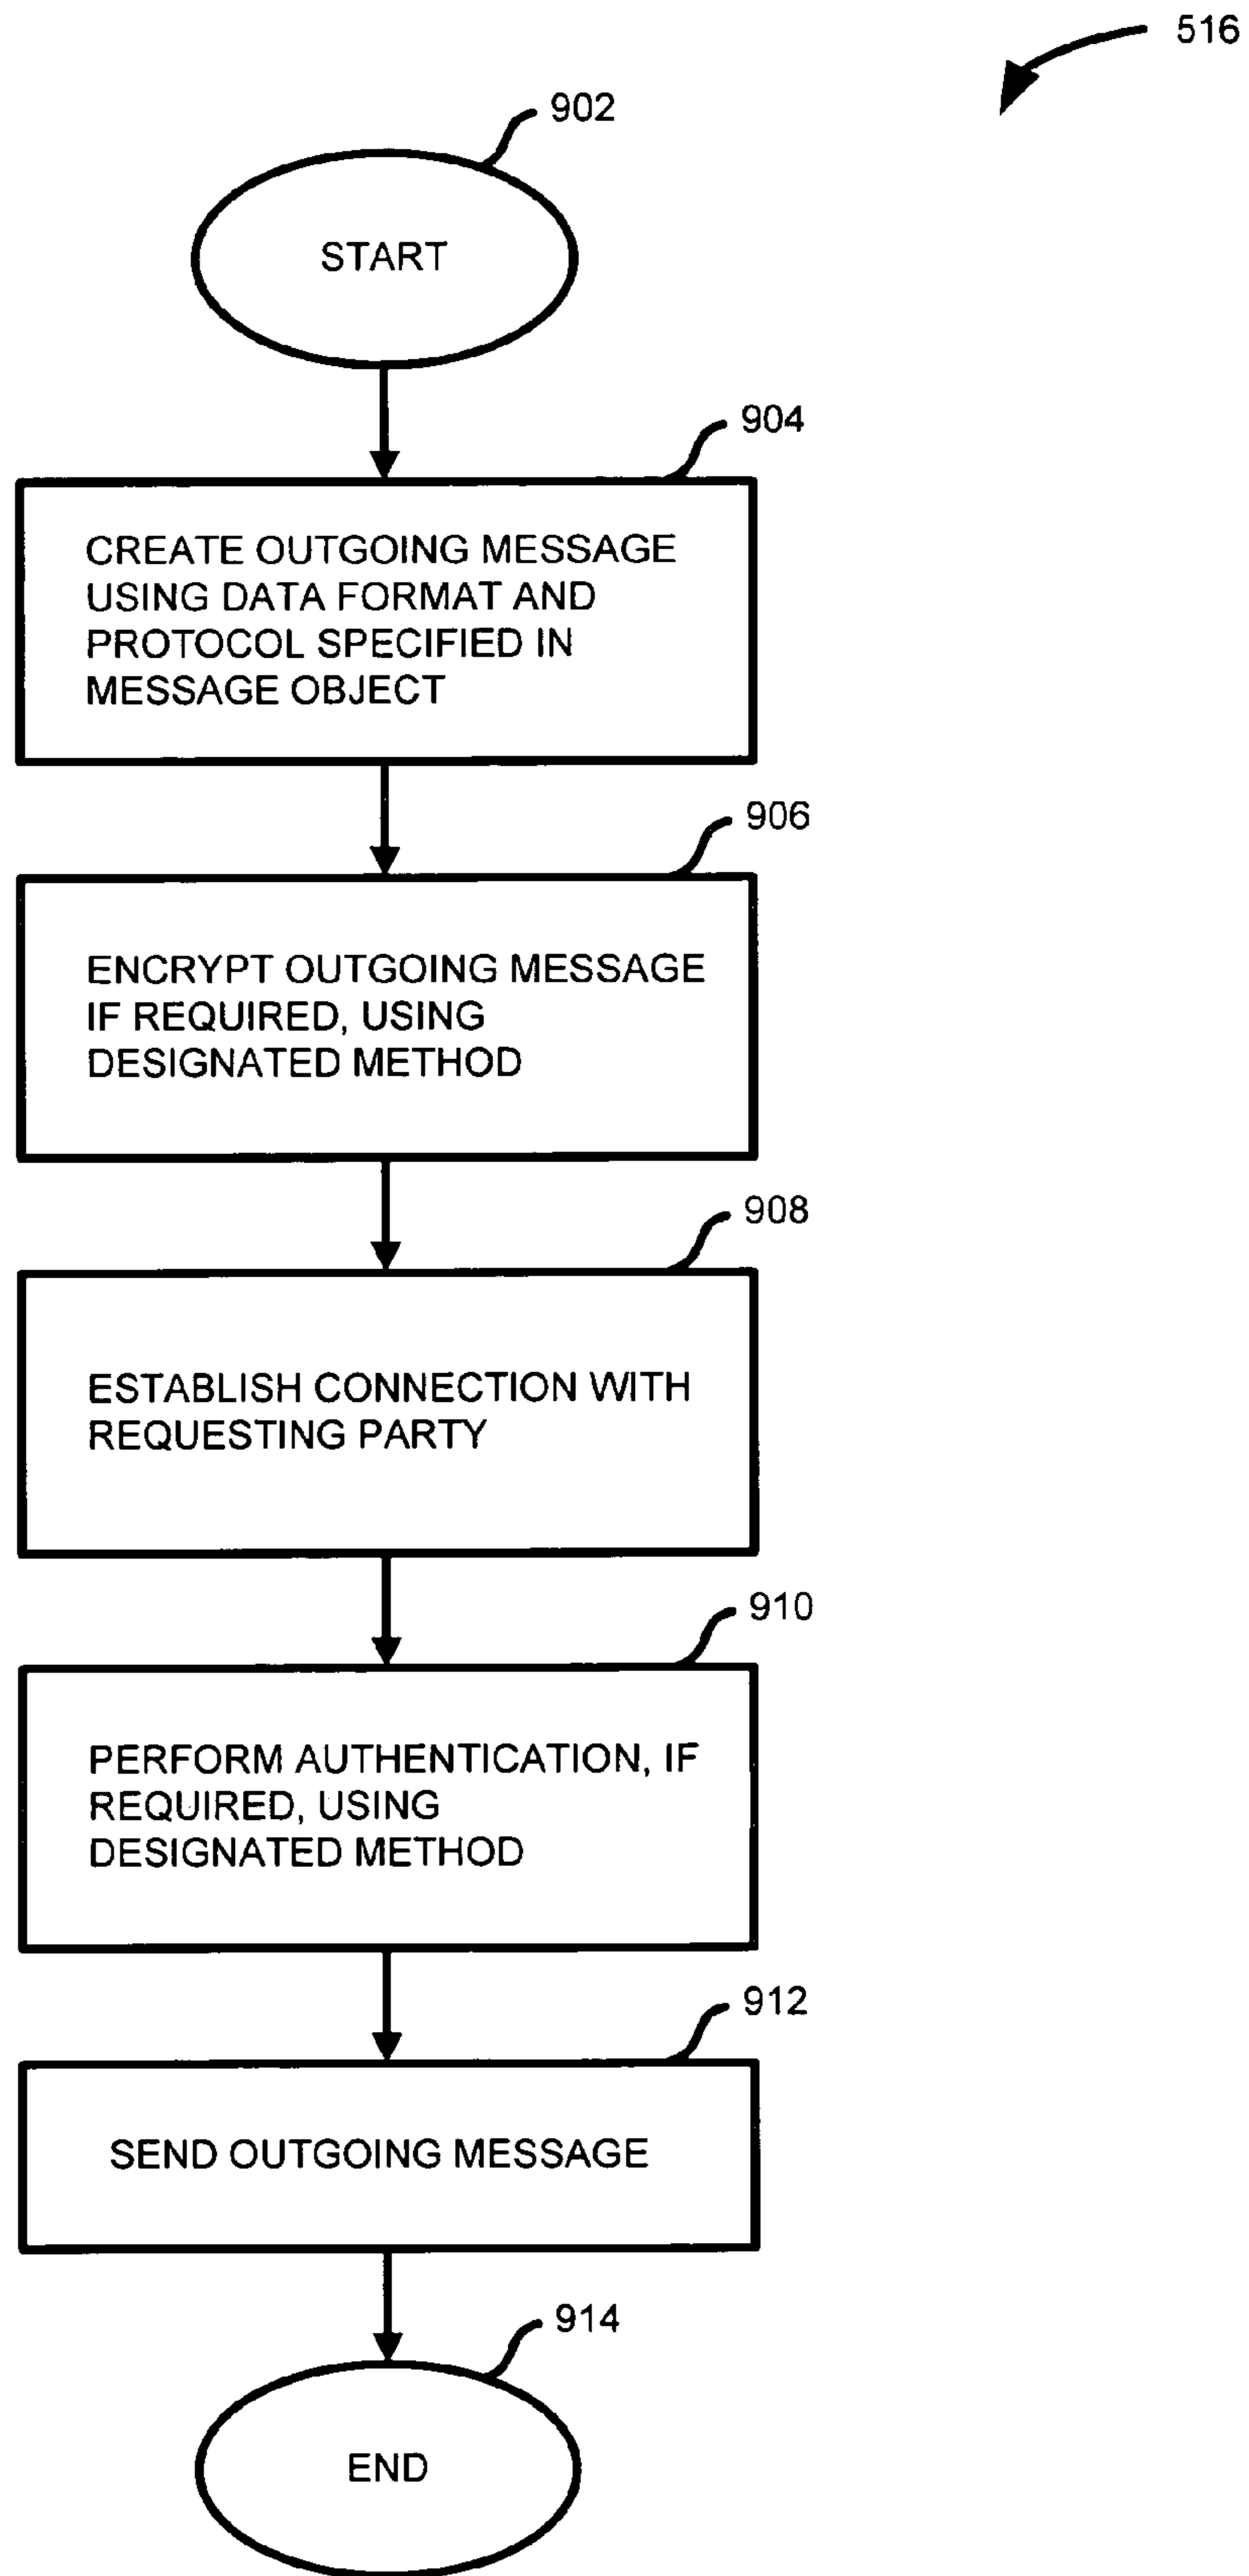 516
902
START
904
CREATE OUTGOING MESSAGE
USING DATA FORMAT AND
PROTOCOL SPECIFIED IN
MESSAGE OBJECT
906
ENCRYPT OUTGOING MESSAGE
IF REQUIRED, USING
DESIGNATED METHOD
908
ESTABLISH CONNECTION WITH
REQUESTING PARTY
910
PERFORM AUTHENTICATION, IF
REQUIRED, USING
DESIGNATED METHOD
912
SEND OUTGOING MESSAGE
914
END